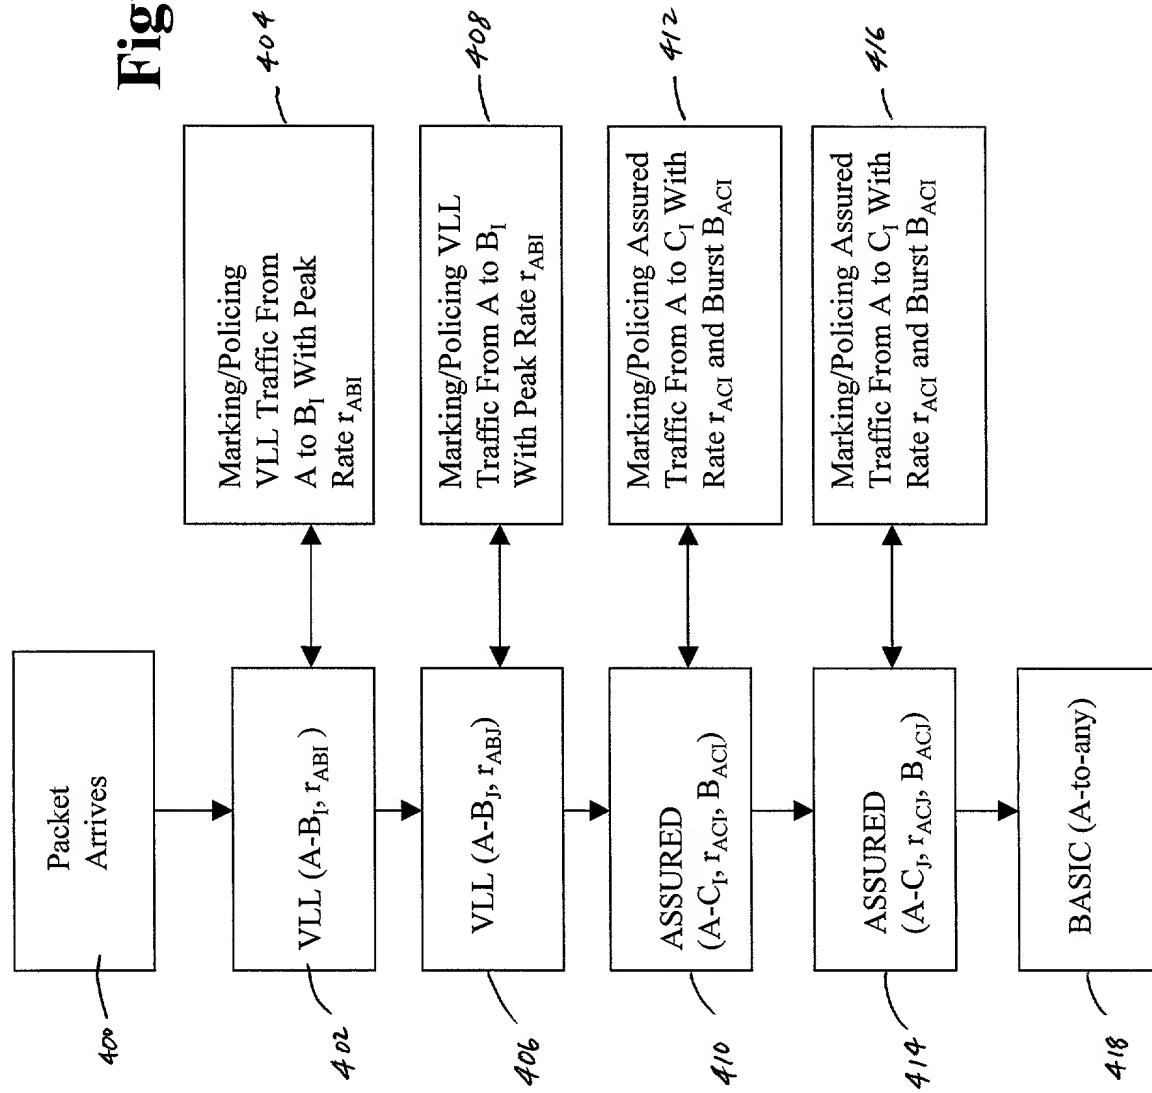 Fig
Packet
Arrives
400
VLL (A-B_I, r_ABI )
402
Marking/Policing
VLL Traffic From
A to B_I With Peak
Rate r_ABI
404
VLL (A-B_J, r_ABJ)
406
Marking/Policing VLL
Traffic From A to B_I
With Peak Rate r_ABI
408
ASSURED
(A-C_I, r_ACI, B_ACI)
410
Marking/Policing Assured
Traffic From A to C_I With
Rate r_ACI and Burst B_ACI
412
ASSURED
(A-C_J, r_ACJ, B_ACJ)
414
Marking/Policing Assured
Traffic From A to C_I With
Rate r_ACI and Burst B_ACI
416
BASIC (A-to-any)
418